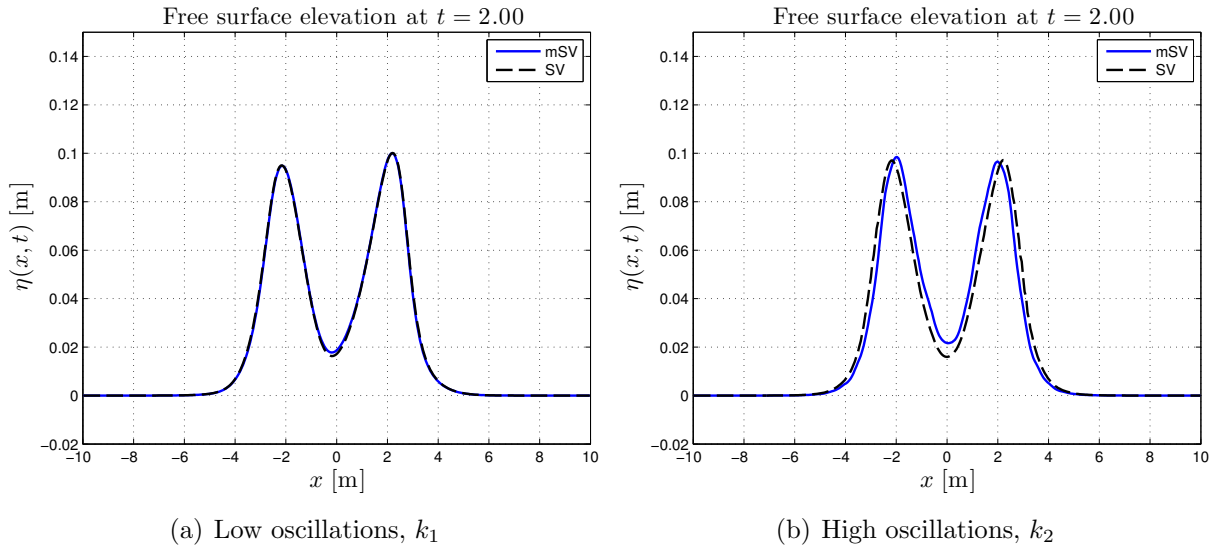 Free surface elevation at t = 2.00
mSV
SV
0.14
0.12
0.1
0.08
0.06
0.04
0.02
0
−0.02
η(x, t) [m]
−10 −8 −6 −4 −2 0 2 4 6 8 10
x [m]
(a) Low oscillations, k₁
Free surface elevation at t = 2.00
mSV
SV
0.14
0.12
0.1
0.08
0.06
0.04
0.02
0
−0.02
η(x, t) [m]
−10 −8 −6 −4 −2 0 2 4 6 8 10
x [m]
(b) High oscillations, k₂